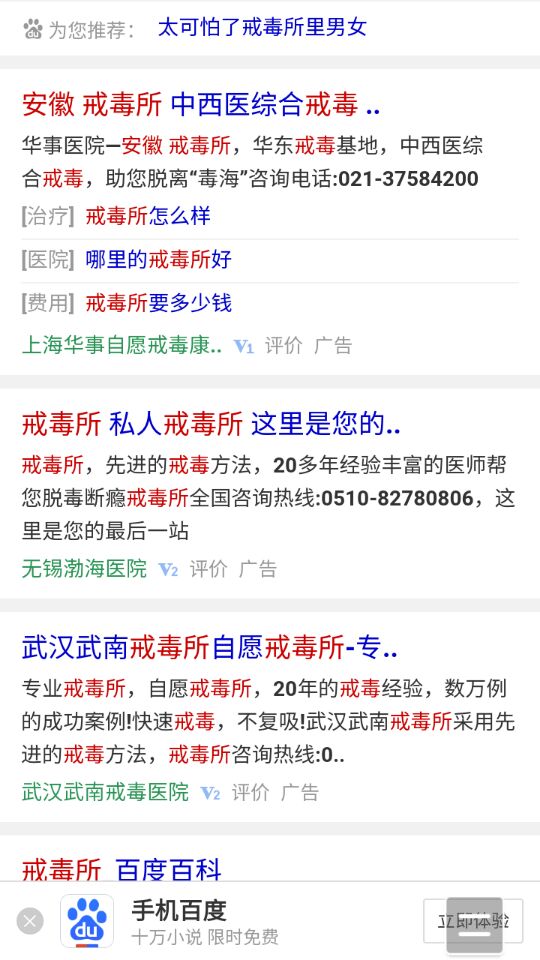 为您推荐： 太可怕了戒毒所里男女
安徽 戒毒所 中西医综合戒毒 ..
华事医院—安徽 戒毒所，华东戒毒基地，中西医综
合戒毒，助您脱离“毒海”咨询电话:021-37584200
[治疗] 戒毒所怎么样
[医院] 哪里的戒毒所好
[费用] 戒毒所要多少钱
上海华事自愿戒毒康.. V1 评价 广告
戒毒所 私人戒毒所 这里是您的..
戒毒所，先进的戒毒方法，20多年经验丰富的医师帮
您脱毒断瘾戒毒所全国咨询热线:0510-82780806，这
里是您的最后一站
无锡渤海医院 V2 评价 广告
武汉武南戒毒所自愿戒毒所-专..
专业戒毒所，自愿戒毒所，20年的戒毒经验，数万例
的成功案例!快速戒毒，不复吸!武汉武南戒毒所采用先
进的戒毒方法，戒毒所咨询热线:0..
武汉武南戒毒医院 V2 评价 广告
戒毒所 百度百科
du 手机百度 立即体验
十万小说 限时免费